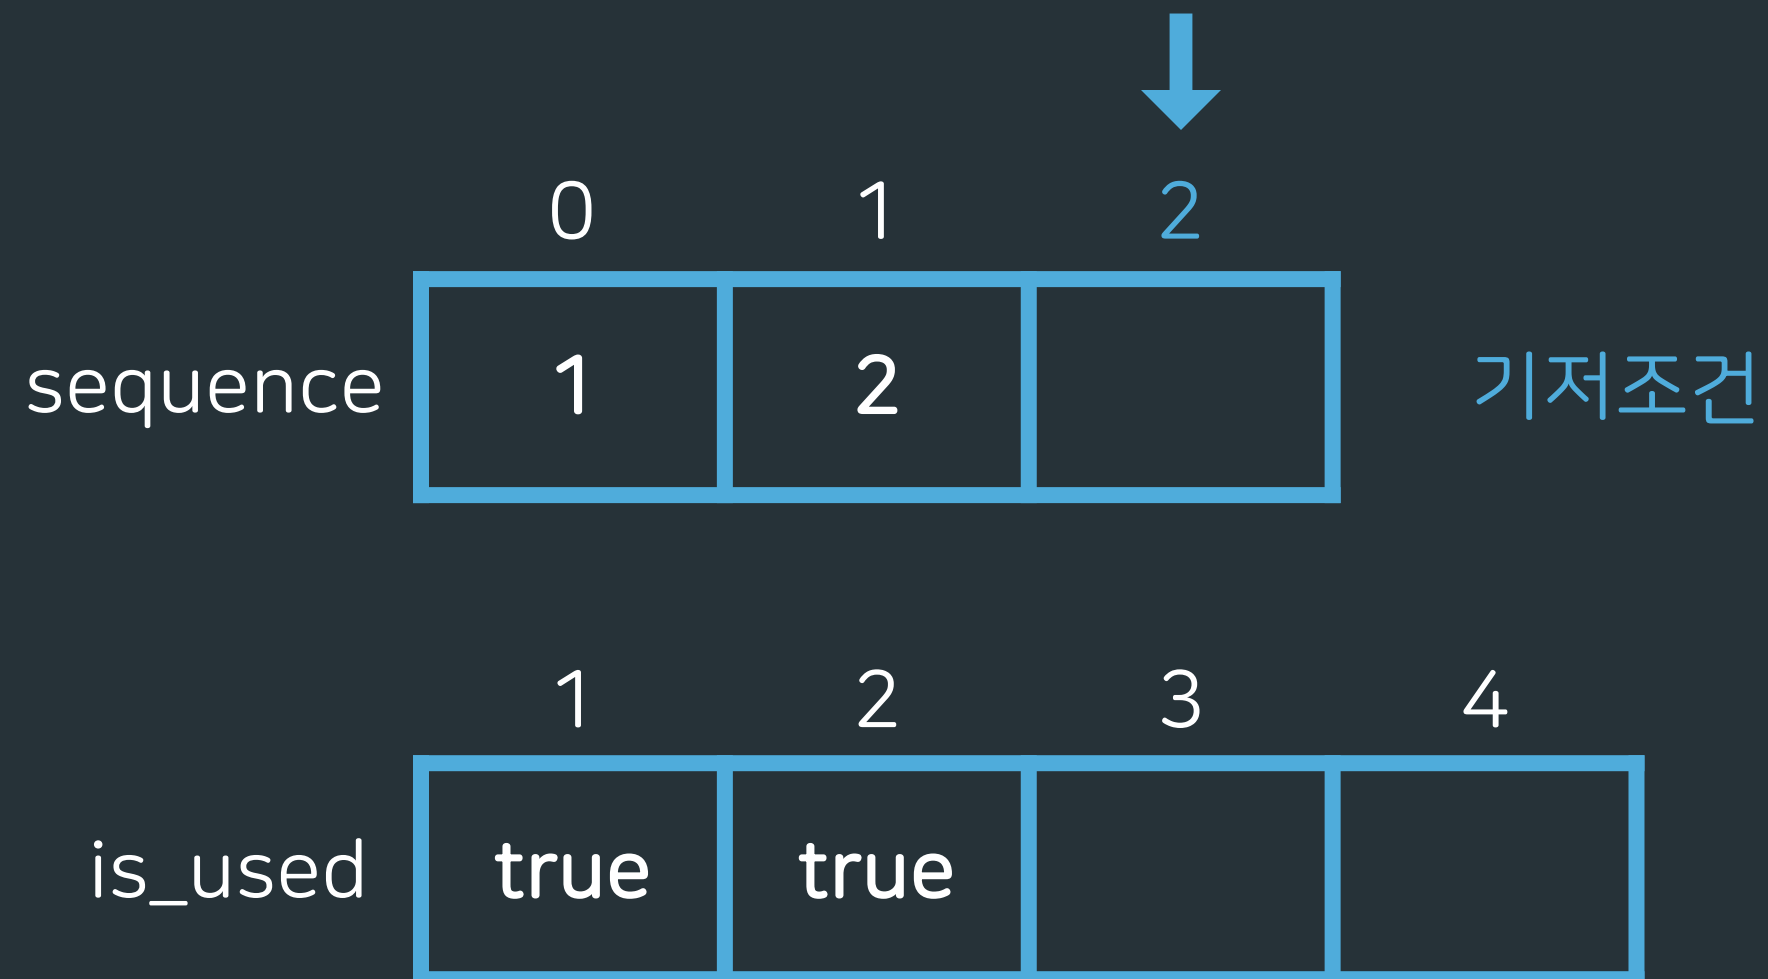 0 1 2
sequence 1 2 기저조건
1 2 3 4
is_used true true